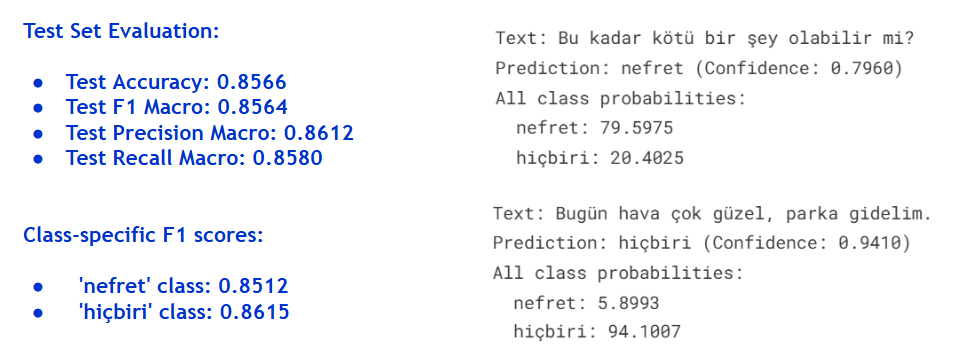 Test Set Evaluation:
● Test Accuracy: 0.8566
● Test F1 Macro: 0.8564
● Test Precision Macro: 0.8612
● Test Recall Macro: 0.8580
Class-specific F1 scores:
● 'nefret' class: 0.8512
● 'hiçbiri' class: 0.8615
Text: Bu kadar kötü bir şey olabilir mi?
Prediction: nefret (Confidence: 0.7960)
All class probabilities:
nefret: 79.5975
hiçbiri: 20.4025
Text: Bugün hava çok güzel, parka gidelim.
Prediction: hiçbiri (Confidence: 0.9410)
All class probabilities:
nefret: 5.8993
hiçbiri: 94.1007